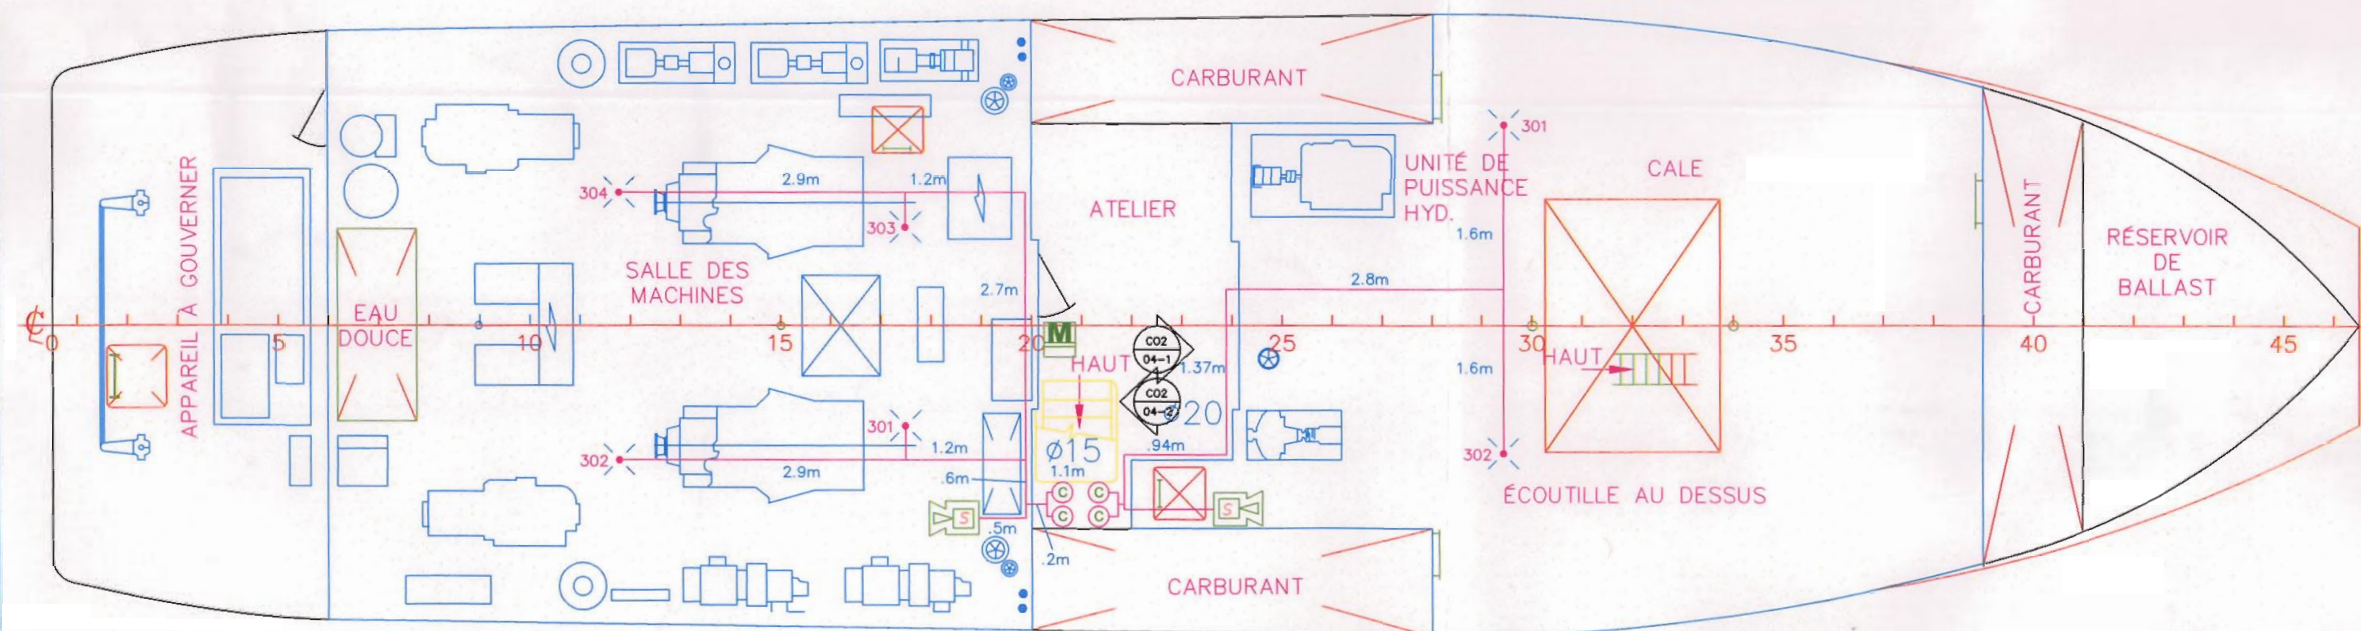 CARBURANT
301
UNITÉ DE
PUISSANCE
HYD.
CALE
2.9m
1.2m
304
303
ATELIER
APPAREIL À GOUVERNER
SALLE DES
MACHINES
1.6m
CARBURANT
RÉSERVOIR
DE
BALLAST
2.7m
2.8m
EAU
DOUCE
℄
0
5
10
15
20
25
30
35
40
45
M
HAUT
CO2
04-1
1.37m
HAUT
1.6m
CO2
04-2
ø20
301
302
1.2m
2.9m
ø15
.94m
1.1m
302
.6m
C
C
C
C
S
S
.5m
.2m
ÉCOUTILLE AU DESSUS
CARBURANT